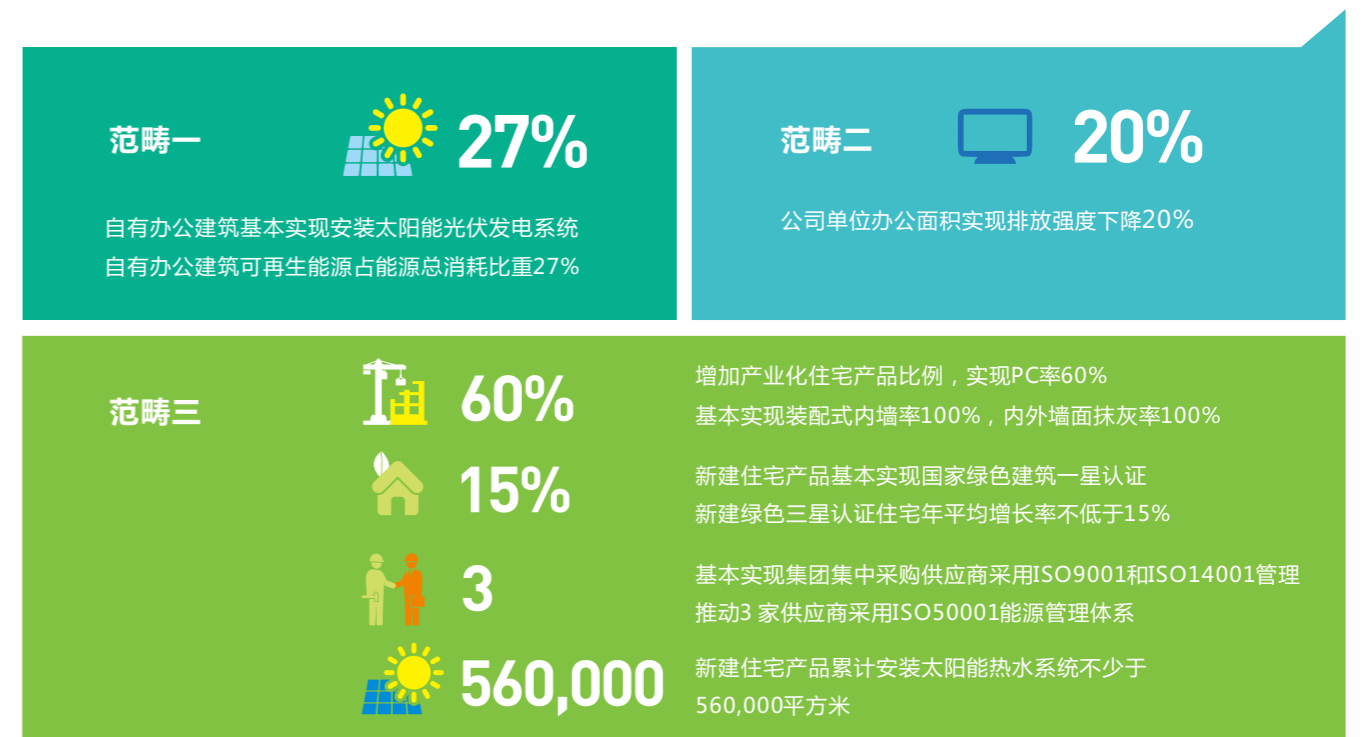 范畴一
27%
自有办公建筑基本实现安装太阳能光伏发电系统
自有办公建筑可再生能源占能源总消耗比重27%
范畴二
20%
公司单位办公面积实现排放强度下降20%
范畴三
60%
增加产业化住宅产品比例，实现PC率60%
基本实现装配式内墙率100%，内外墙面抹灰率100%
15%
新建住宅产品基本实现国家绿色建筑一星认证
新建绿色三星认证住宅年平均增长率不低于15%
3
基本实现集团集中采购供应商采用ISO9001和ISO14001管理
推动3 家供应商采用ISO50001能源管理体系
560,000
新建住宅产品累计安装太阳能热水系统不少于
560,000平方米